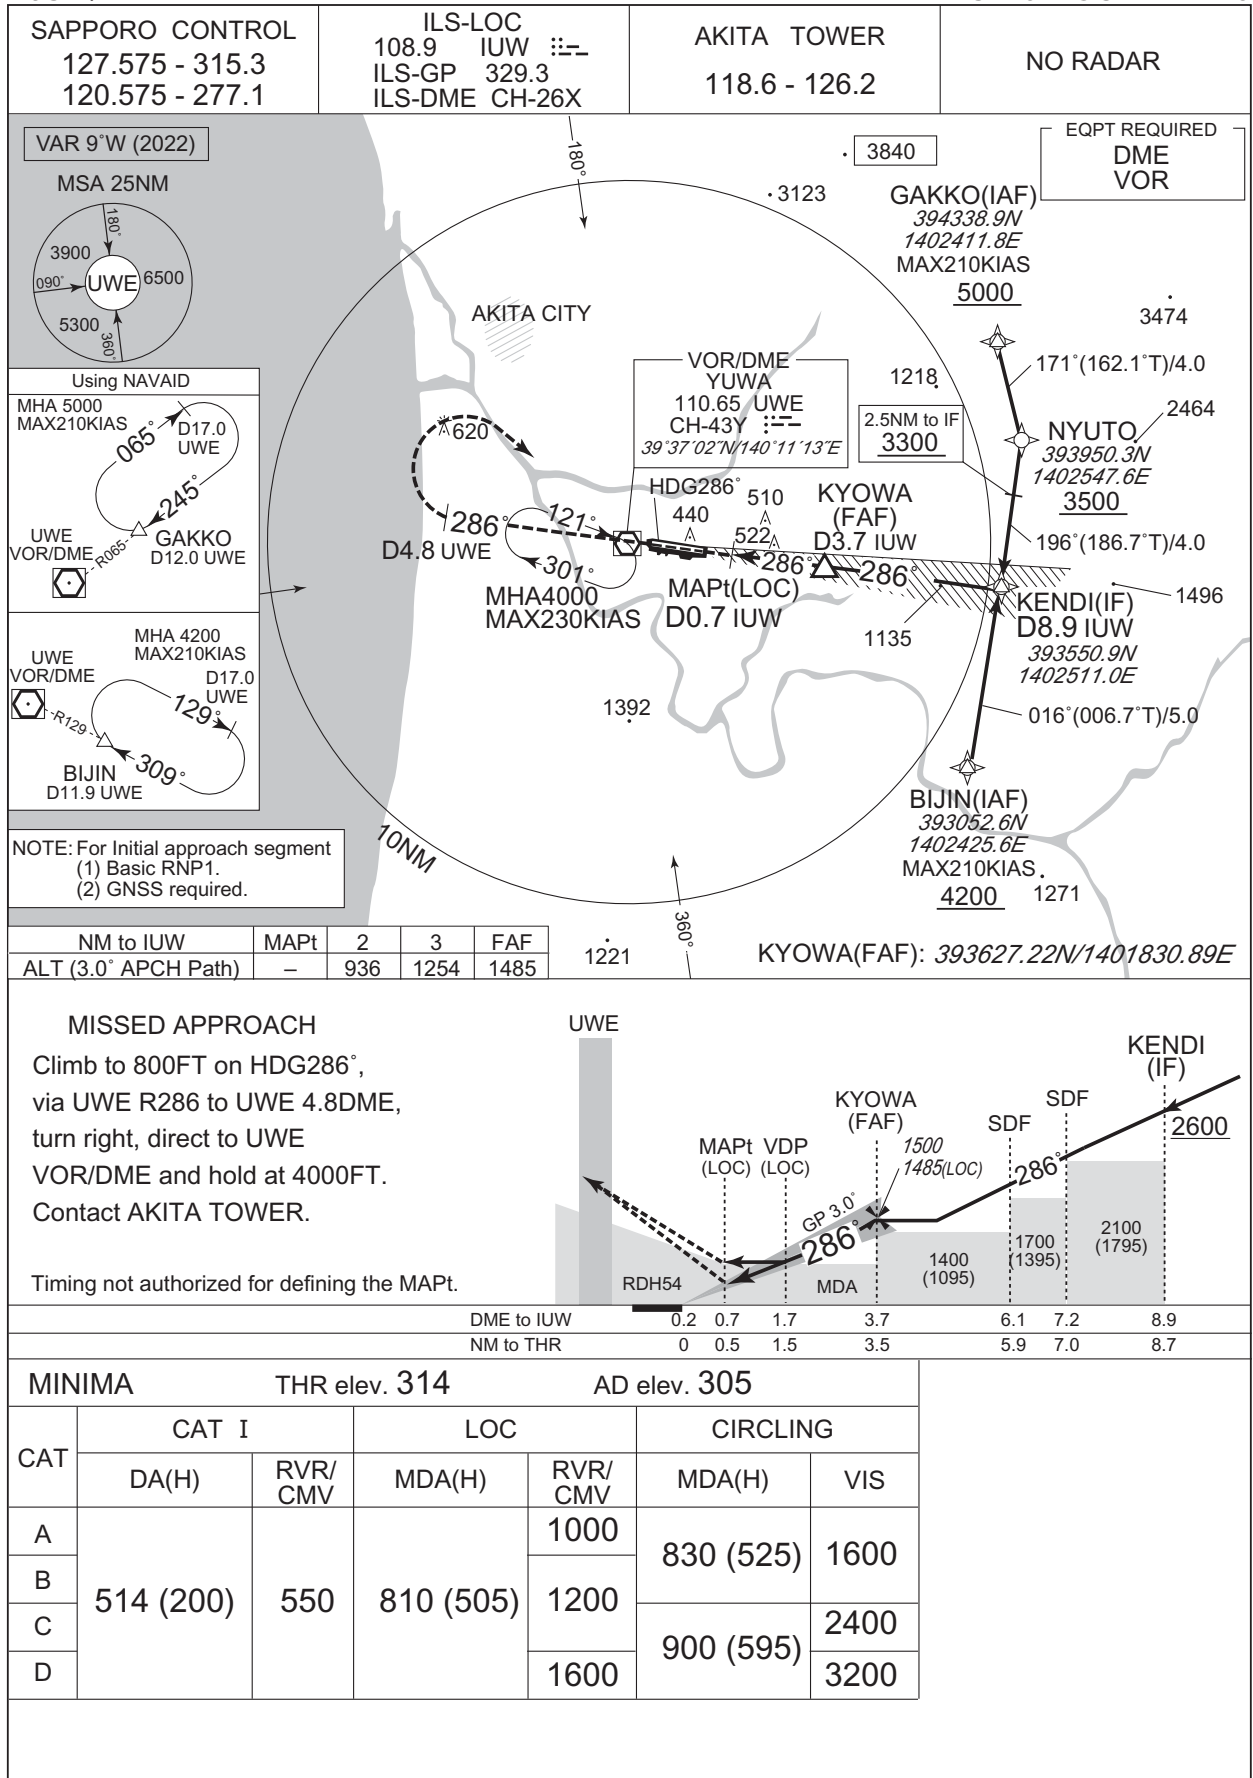 SAPPORO CONTROL
127.575 - 315.3
120.575 - 277.1
ILS-LOC
108.9 IUW
ILS-GP 329.3
ILS-DME CH-26X
AKITA TOWER
118.6 - 126.2
NO RADAR
VAR 9°W (2022)
MSA 25NM
180°
3900
090°
UWE
6500
5300
360°
Using NAVAID
MHA 5000
MAX210KIAS
065°
D17.0
UWE
245°
UWE
VOR/DME
R065
GAKKO
D12.0 UWE
MHA 4200
MAX210KIAS
UWE
VOR/DME
D17.0
UWE
129°
R129
309°
BIJIN
D11.9 UWE
NOTE: For Initial approach segment
(1) Basic RNP1.
(2) GNSS required.
180°
3840
3123
EQPT REQUIRED
DME
VOR
GAKKO(IAF)
394338.9N
1402411.8E
MAX210KIAS
5000
3474
AKITA CITY
VOR/DME
YUWA
110.65 UWE
CH-43Y
39°37′02″N/140°11′13″E
1218
171°(162.1°T)/4.0
2.5NM to IF
3300
2464
NYUTO
393950.3N
1402547.6E
3500
620
HDG286°
510
440
522
KYOWA
(FAF)
D3.7 IUW
196°(186.7°T)/4.0
286°
D4.8 UWE
121°
301°
MHA4000
MAX230KIAS
286°
286°
MAPt(LOC)
D0.7 IUW
1135
KENDI(IF)
D8.9 IUW
393550.9N
1402511.0E
1496
1392
016°(006.7°T)/5.0
BIJIN(IAF)
393052.6N
1402425.6E
MAX210KIAS
4200
1271
10NM
360°
1221
KYOWA(FAF): 393627.22N/1401830.89E
NM to IUW MAPt 2 3 FAF
ALT (3.0° APCH Path) – 936 1254 1485
MISSED APPROACH
Climb to 800FT on HDG286°,
via UWE R286 to UWE 4.8DME,
turn right, direct to UWE
VOR/DME and hold at 4000FT.
Contact AKITA TOWER.
Timing not authorized for defining the MAPt.
UWE
KENDI
(IF)
2600
SDF
SDF
KYOWA
(FAF)
1500
1485(LOC)
MAPt
(LOC)
VDP
(LOC)
286°
GP 3.0°
286°
RDH54
MDA
1400
(1095)
1700
(1395)
2100
(1795)
DME to IUW 0.2 0.7 1.7 3.7 6.1 7.2 8.9
NM to THR 0 0.5 1.5 3.5 5.9 7.0 8.7
MINIMA THR elev. 314 AD elev. 305
CAT
CAT I LOC CIRCLING
DA(H) RVR/CMV MDA(H) RVR/CMV MDA(H) VIS
A
B
C
D
514 (200)
550
810 (505)
1000
1200
1600
830 (525)
900 (595)
1600
2400
3200